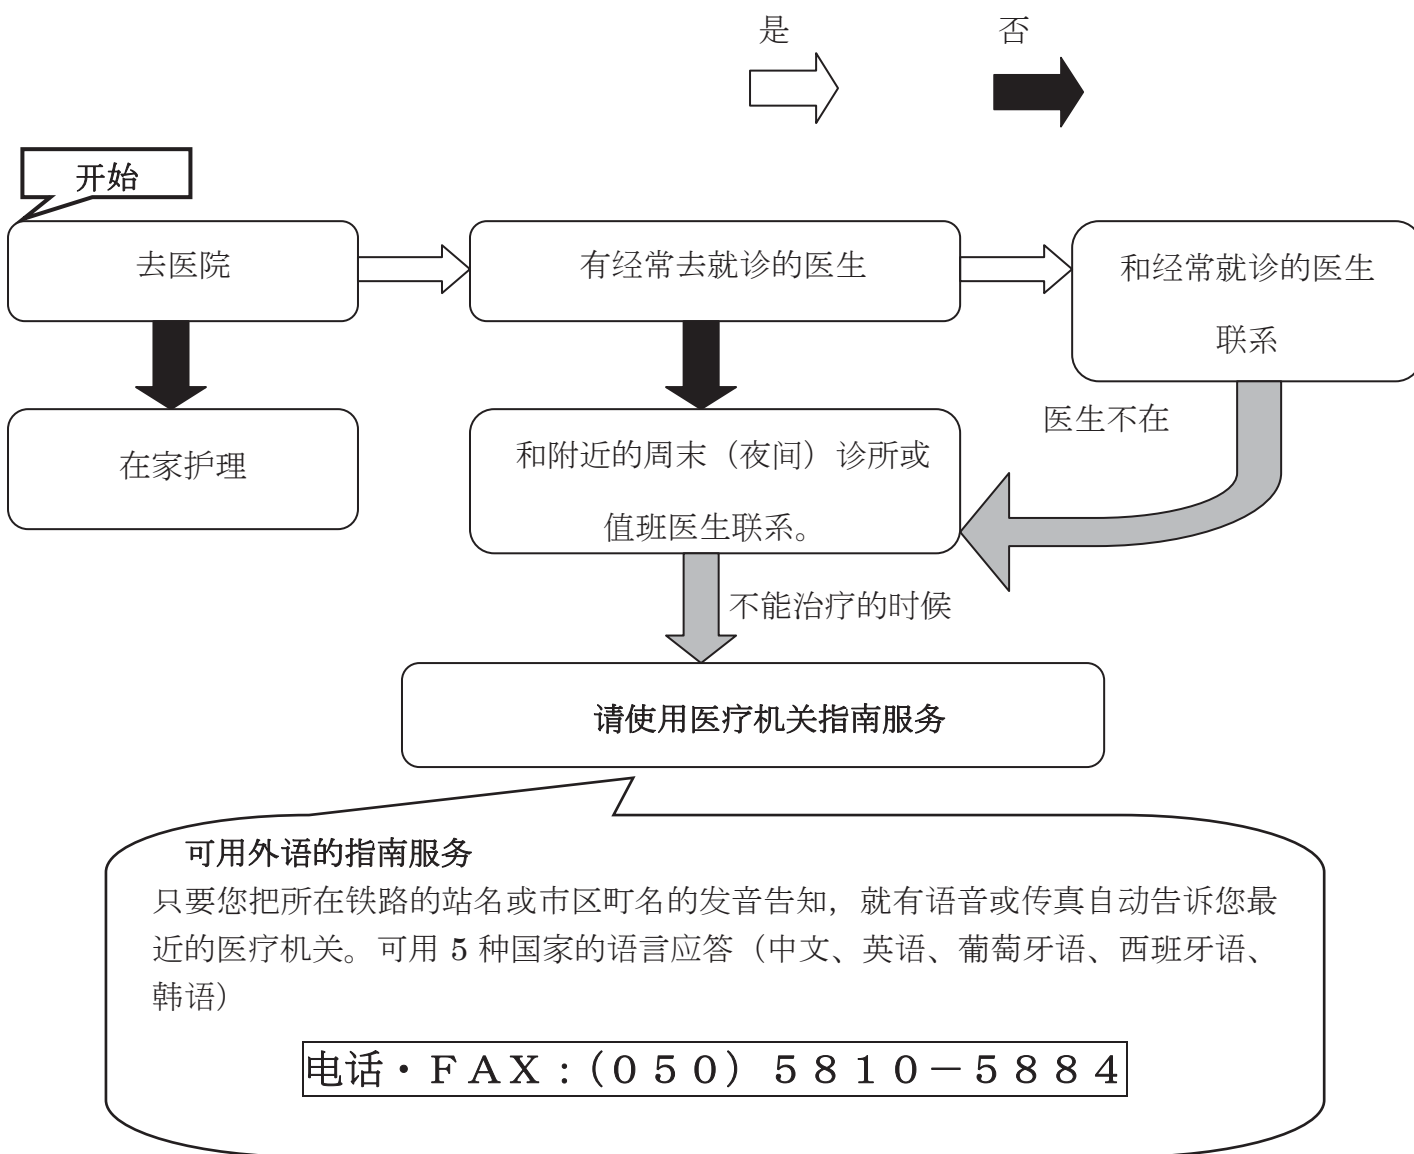 是
否
开始
去医院
有经常去就诊的医生
和经常就诊的医生
联系
在家护理
和附近的周末（夜间）诊所或
值班医生联系。
医生不在
不能治疗的时候
请使用医疗机关指南服务
可用外语的指南服务
只要您把所在铁路的站名或市区町名的发音告知，就有语音或传真自动告诉您最
近的医疗机关。可用 5 种国家的语言应答（中文、英语、葡萄牙语、西班牙语、
韩语）
电话・ＦＡＸ：（０５０）５８１０－５８８４